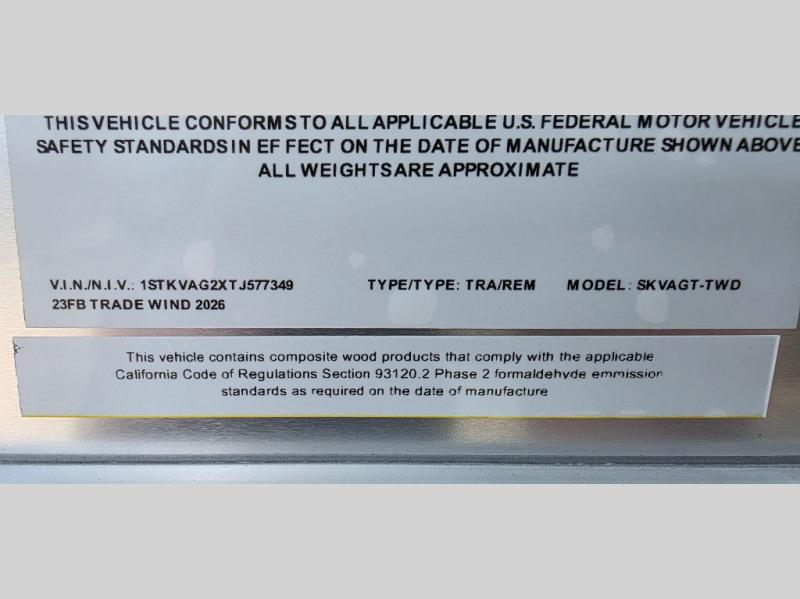 THIS VEHICLE CONFORMS TO ALL APPLICABLE U.S. FEDERAL MOTOR VEHICLE
SAFETY STANDARDS IN EFFECT ON THE DATE OF MANUFACTURE SHOWN ABOVE
ALL WEIGHTS ARE APPROXIMATE
V.I.N./N.I.V.: 1STKVAG2XTJ577349 TYPE/TYPE: TRA/REM MODEL: SKVAGT-TWD
23FB TRADE WIND 2026
This vehicle contains composite wood products that comply with the applicable
California Code of Regulations Section 93120.2 Phase 2 formaldehyde emmission
standards as required on the date of manufacture